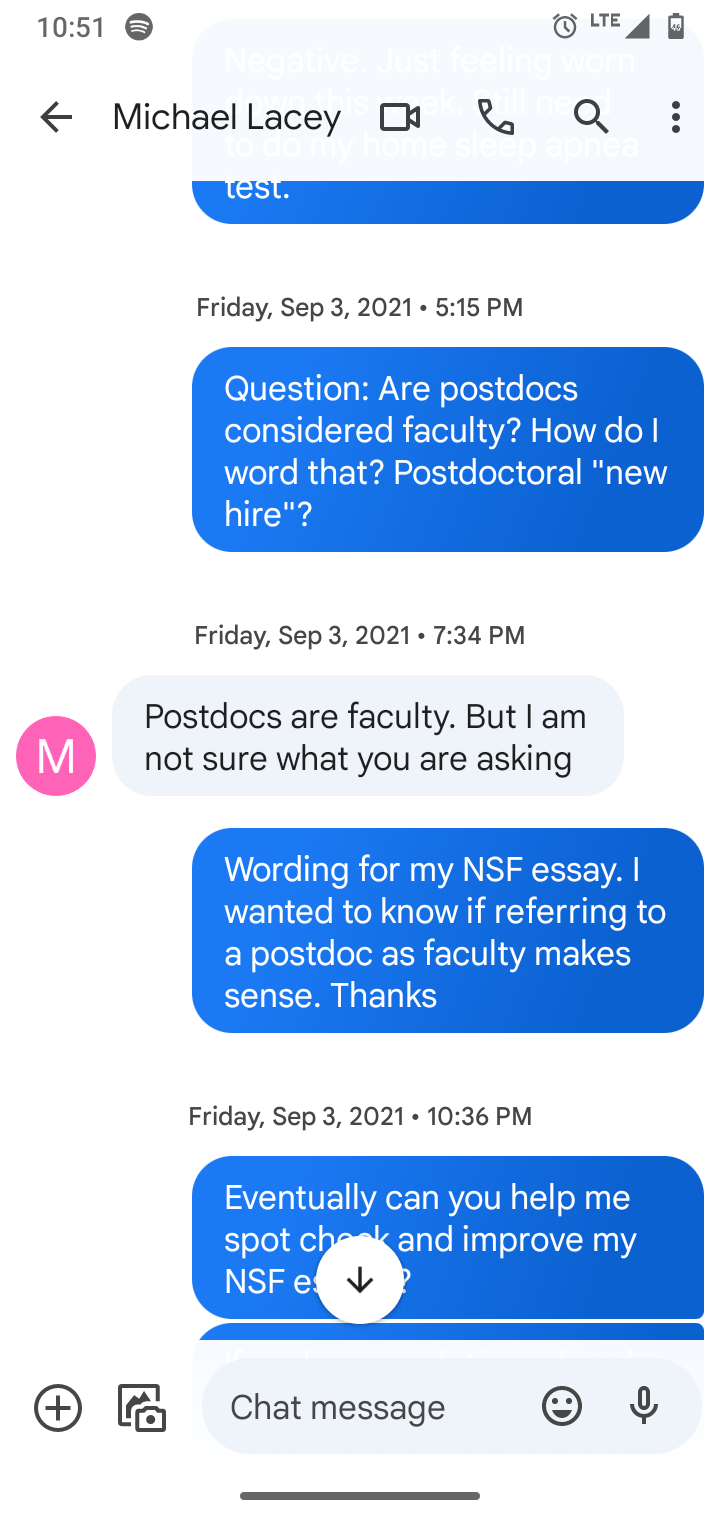 10:51
LTE
46
Negative. Just feeling worn
down this week. Still need
to do my home sleep apnea
test.
Michael Lacey
Friday, Sep 3, 2021 • 5:15 PM
Question: Are postdocs
considered faculty? How do I
word that? Postdoctoral "new
hire"?
Friday, Sep 3, 2021 • 7:34 PM
M
Postdocs are faculty. But I am
not sure what you are asking
Wording for my NSF essay. I
wanted to know if referring to
a postdoc as faculty makes
sense. Thanks
Friday, Sep 3, 2021 • 10:36 PM
Eventually can you help me
spot check and improve my
NSF ?
Chat message